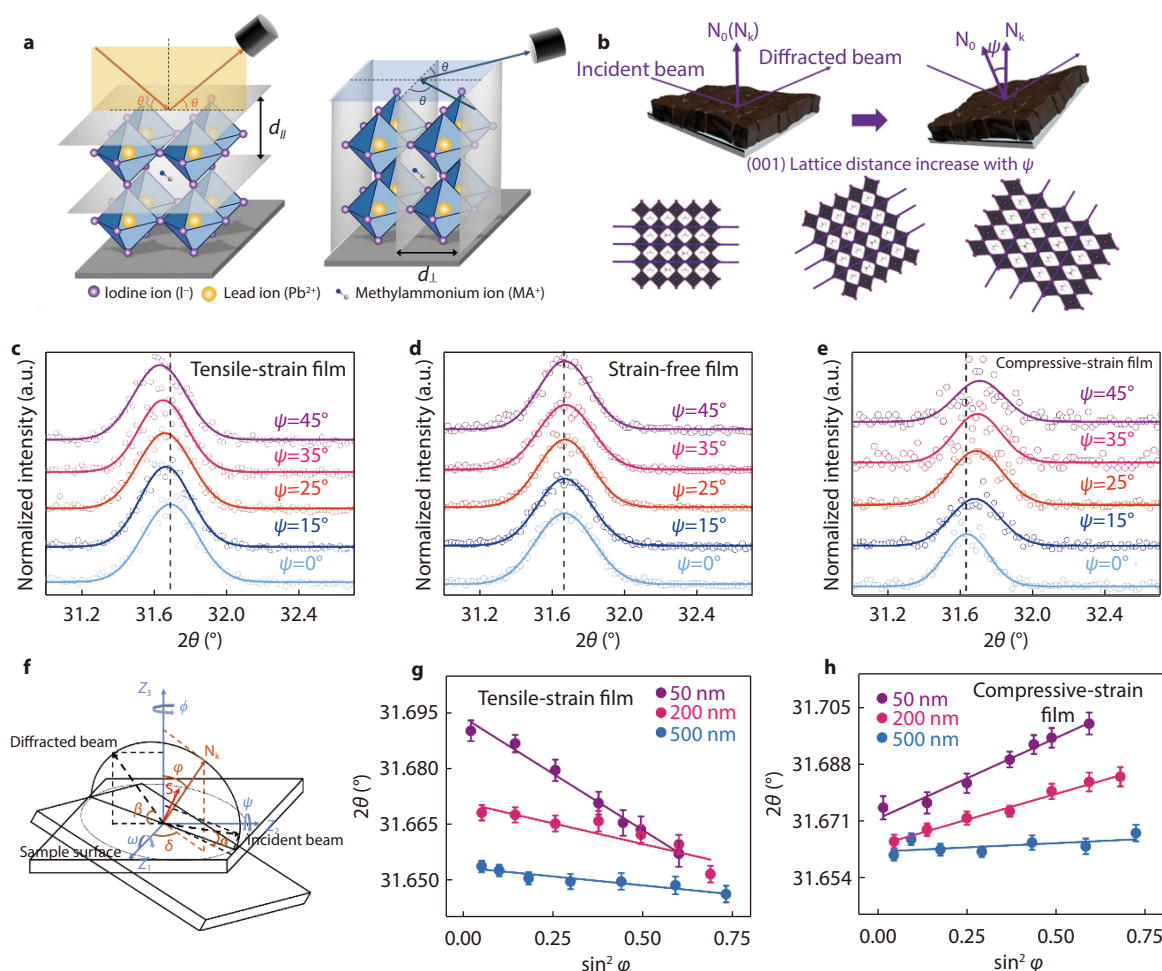 a
θ
θ
d∥
θ
θ
d⊥
Iodine ion (I⁻)
Lead ion (Pb²⁺)
Methylammonium ion (MA⁺)
b
N₀(Nₖ)
Incident beam
Diffracted beam
N₀
ψ
Nₖ
(001) Lattice distance increase with ψ
c
Normalized intensity (a.u.)
Tensile-strain film
ψ=45°
ψ=35°
ψ=25°
ψ=15°
ψ=0°
31.2 31.6 32.0 32.4
2θ (°)
d
Normalized intensity (a.u.)
Strain-free film
ψ=45°
ψ=35°
ψ=25°
ψ=15°
ψ=0°
31.2 31.6 32.0 32.4
2θ (°)
e
Normalized intensity (a.u.)
Compressive-strain film
ψ=45°
ψ=35°
ψ=25°
ψ=15°
ψ=0°
31.2 31.6 32.0 32.4
2θ (°)
f
Z₃
ϕ
Diffracted beam
Nₖ
φ
S
β
ψ
Z₂
α
Incident beam
ω
δ
Sample surface
Z₁
g
Tensile-strain film
50 nm
200 nm
500 nm
2θ (°)
31.695
31.680
31.665
31.650
0.00 0.25 0.50 0.75
sin² φ
h
50 nm
200 nm
500 nm
Compressive-strain
film
2θ (°)
31.705
31.688
31.671
31.654
0.00 0.25 0.50 0.75
sin² φ